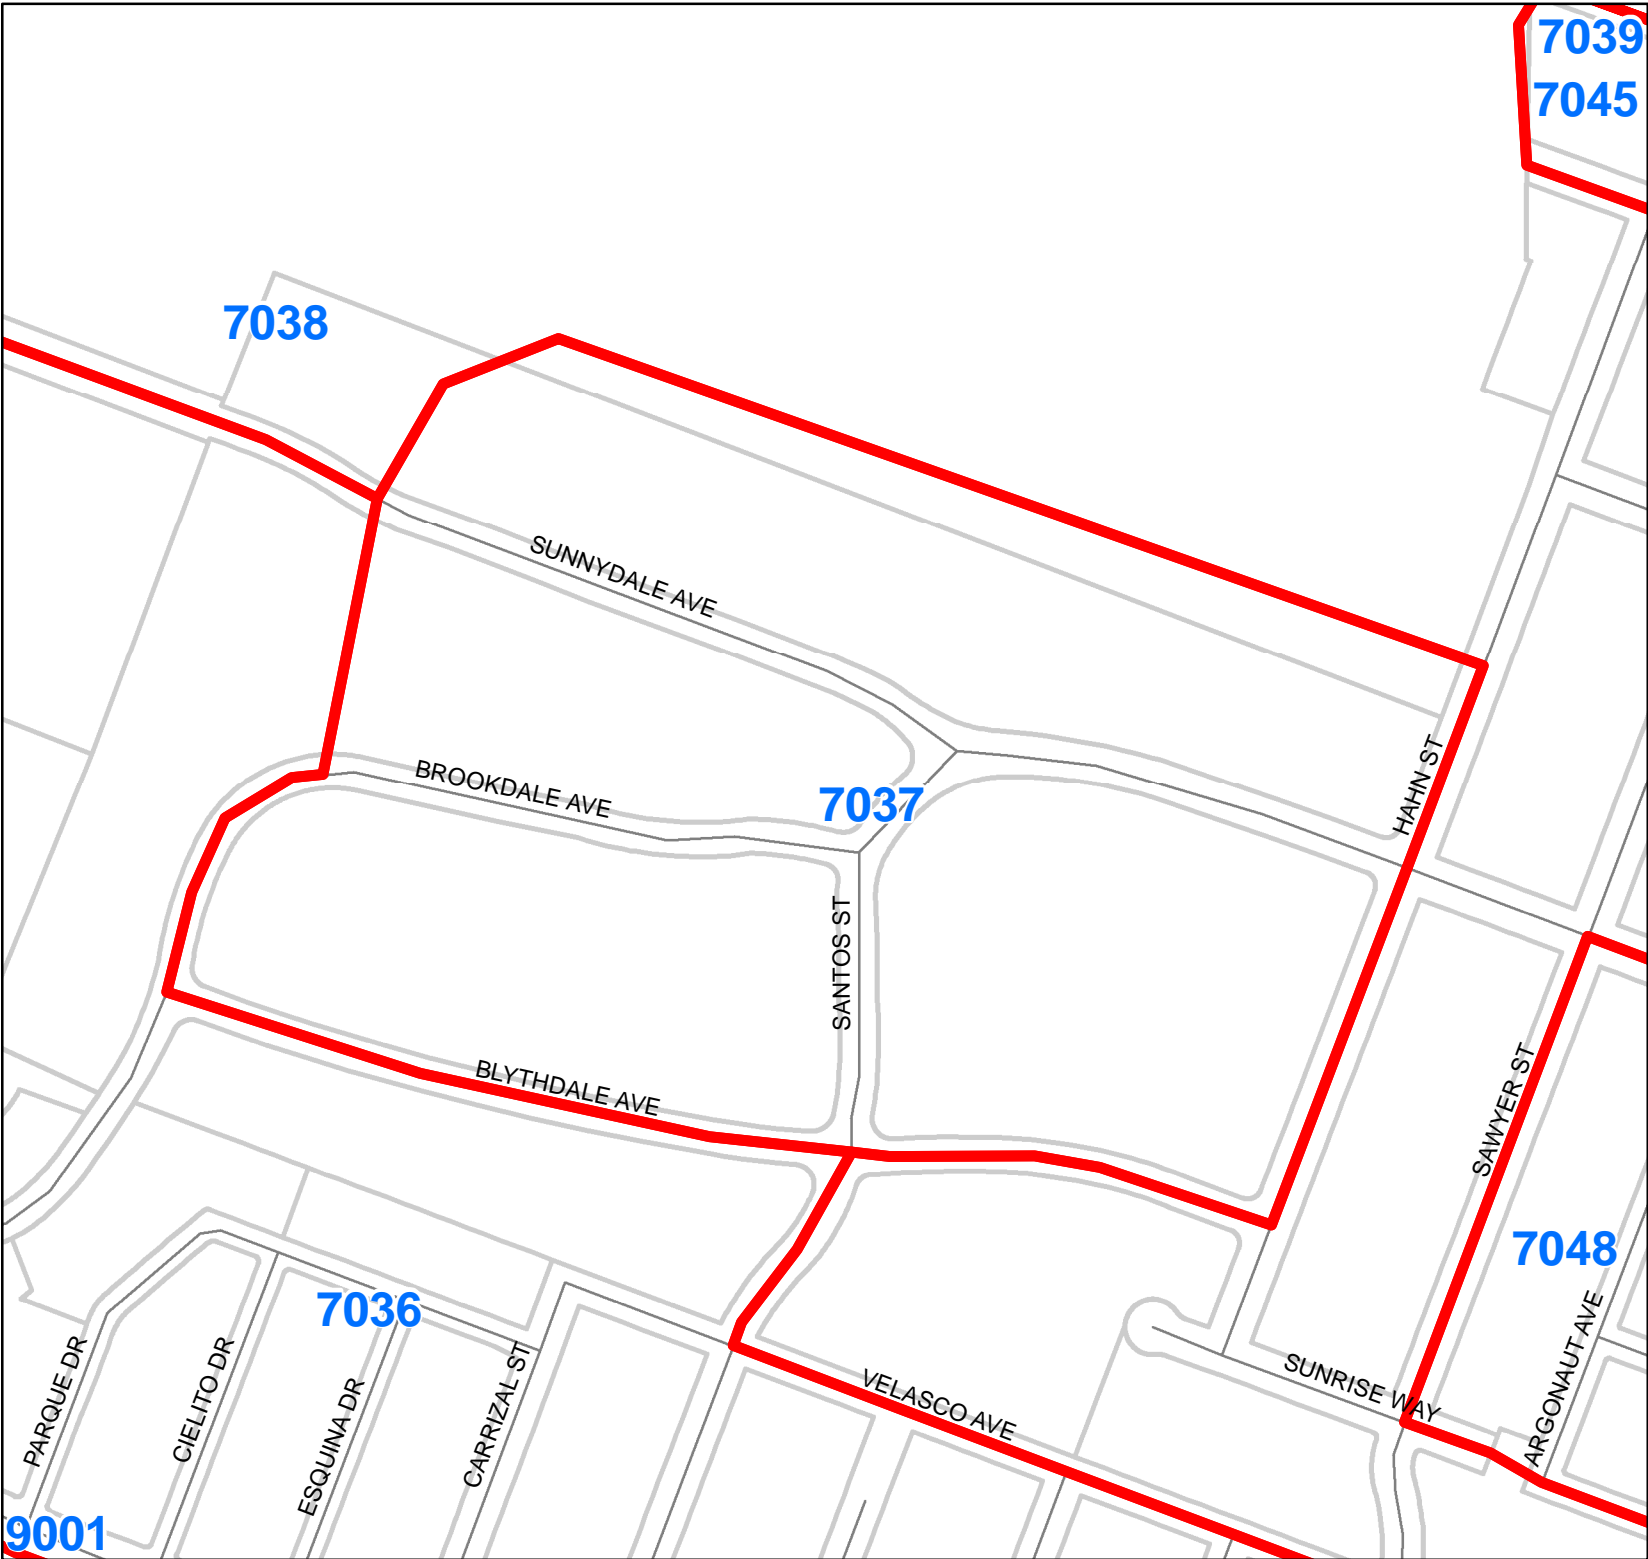 7039
7045
7038
SUNNYDALE AVE
HAHN ST
BROOKDALE AVE
7037
SANTOS ST
BLYTHDALE AVE
SAWYER ST
7048
7036
ARGONAUT AVE
SUNRISE WAY
VELASCO AVE
PARQUE DR
CIELITO DR
ESQUINA DR
CARRIZAL ST
9001